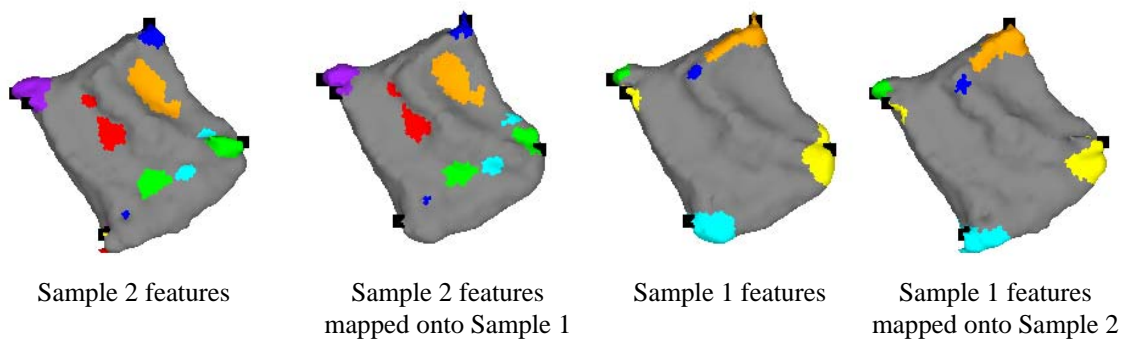 Sample 2 features
Sample 2 features
mapped onto Sample 1
Sample 1 features
Sample 1 features
mapped onto Sample 2